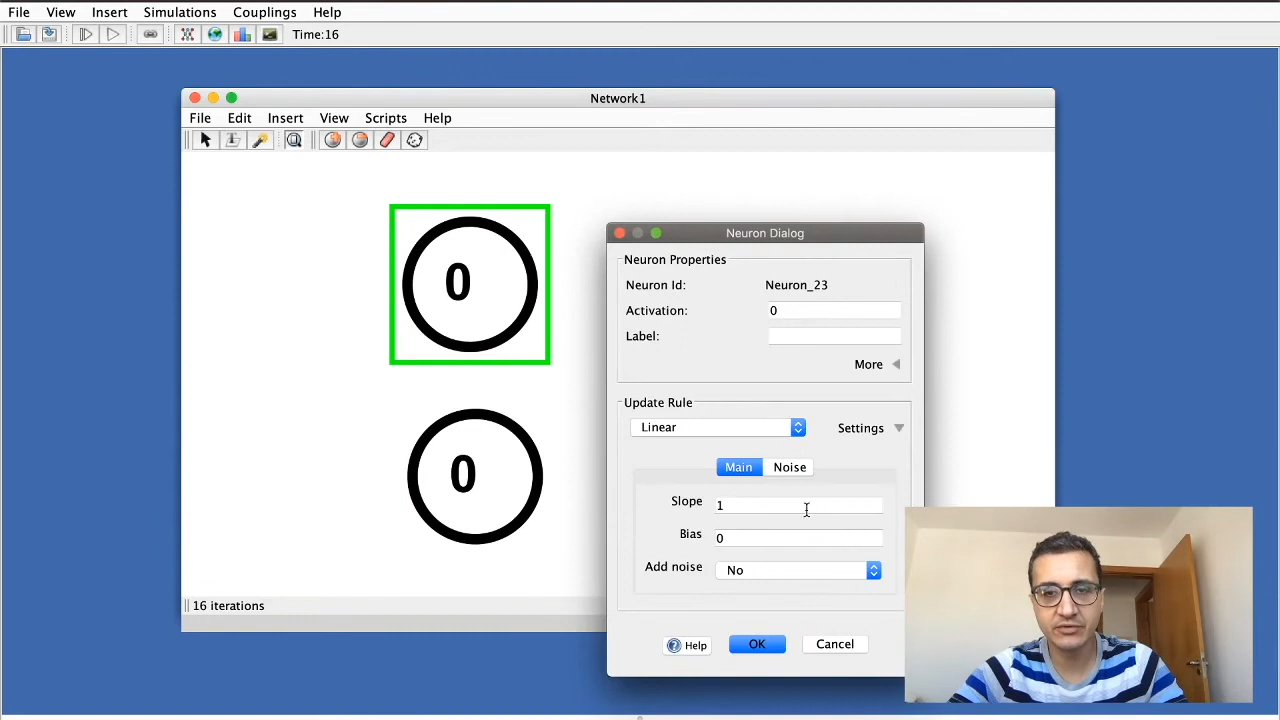 File View Insert Simulations Couplings Help
Time:16
Network1
File Edit Insert View Scripts Help
0
0
16 iterations
Neuron Dialog
Neuron Properties
Neuron Id: Neuron_23
Activation: 0
Label:
More
Update Rule
Linear Settings
Main Noise
Slope 1
Bias 0
Add noise No
Help OK Cancel